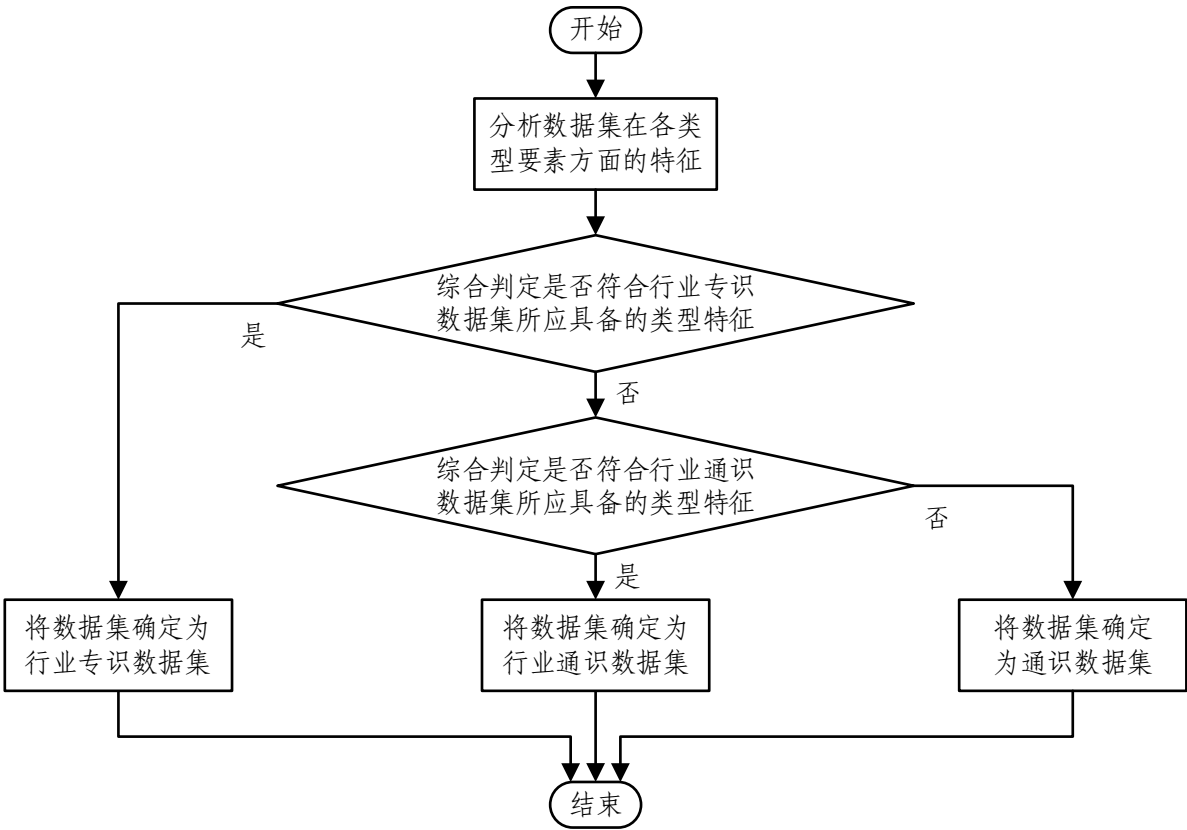 开始
分析数据集在各类
型要素方面的特征
综合判定是否符合行业专识
数据集所应具备的类型特征
是
否
综合判定是否符合行业通识
数据集所应具备的类型特征
否
是
将数据集确定为
行业专识数据集
将数据集确定为
行业通识数据集
将数据集确定
为通识数据集
结束